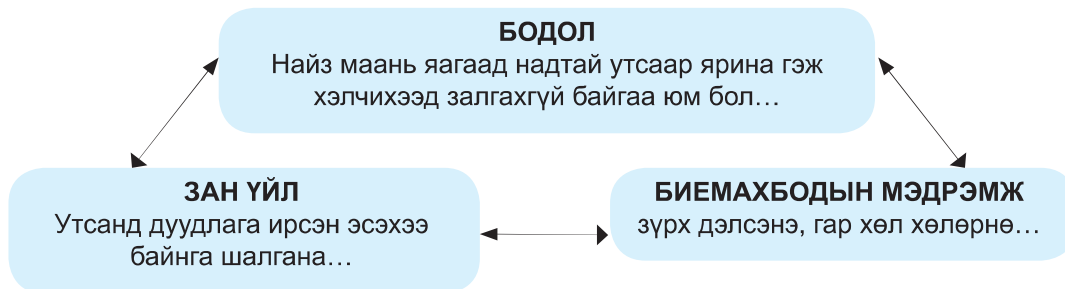 БОДОЛ
Найз маань яагаад надтай утсаар ярина гэж
хэлчихээд залгахгүй байгаа юм бол…
ЗАН ҮЙЛ
Утсанд дуудлага ирсэн эсэхээ
байнга шалгана…
БИЕМАХБОДЫН МЭДРЭМЖ
зүрх дэлсэнэ, гар хөл хөлөрнө…